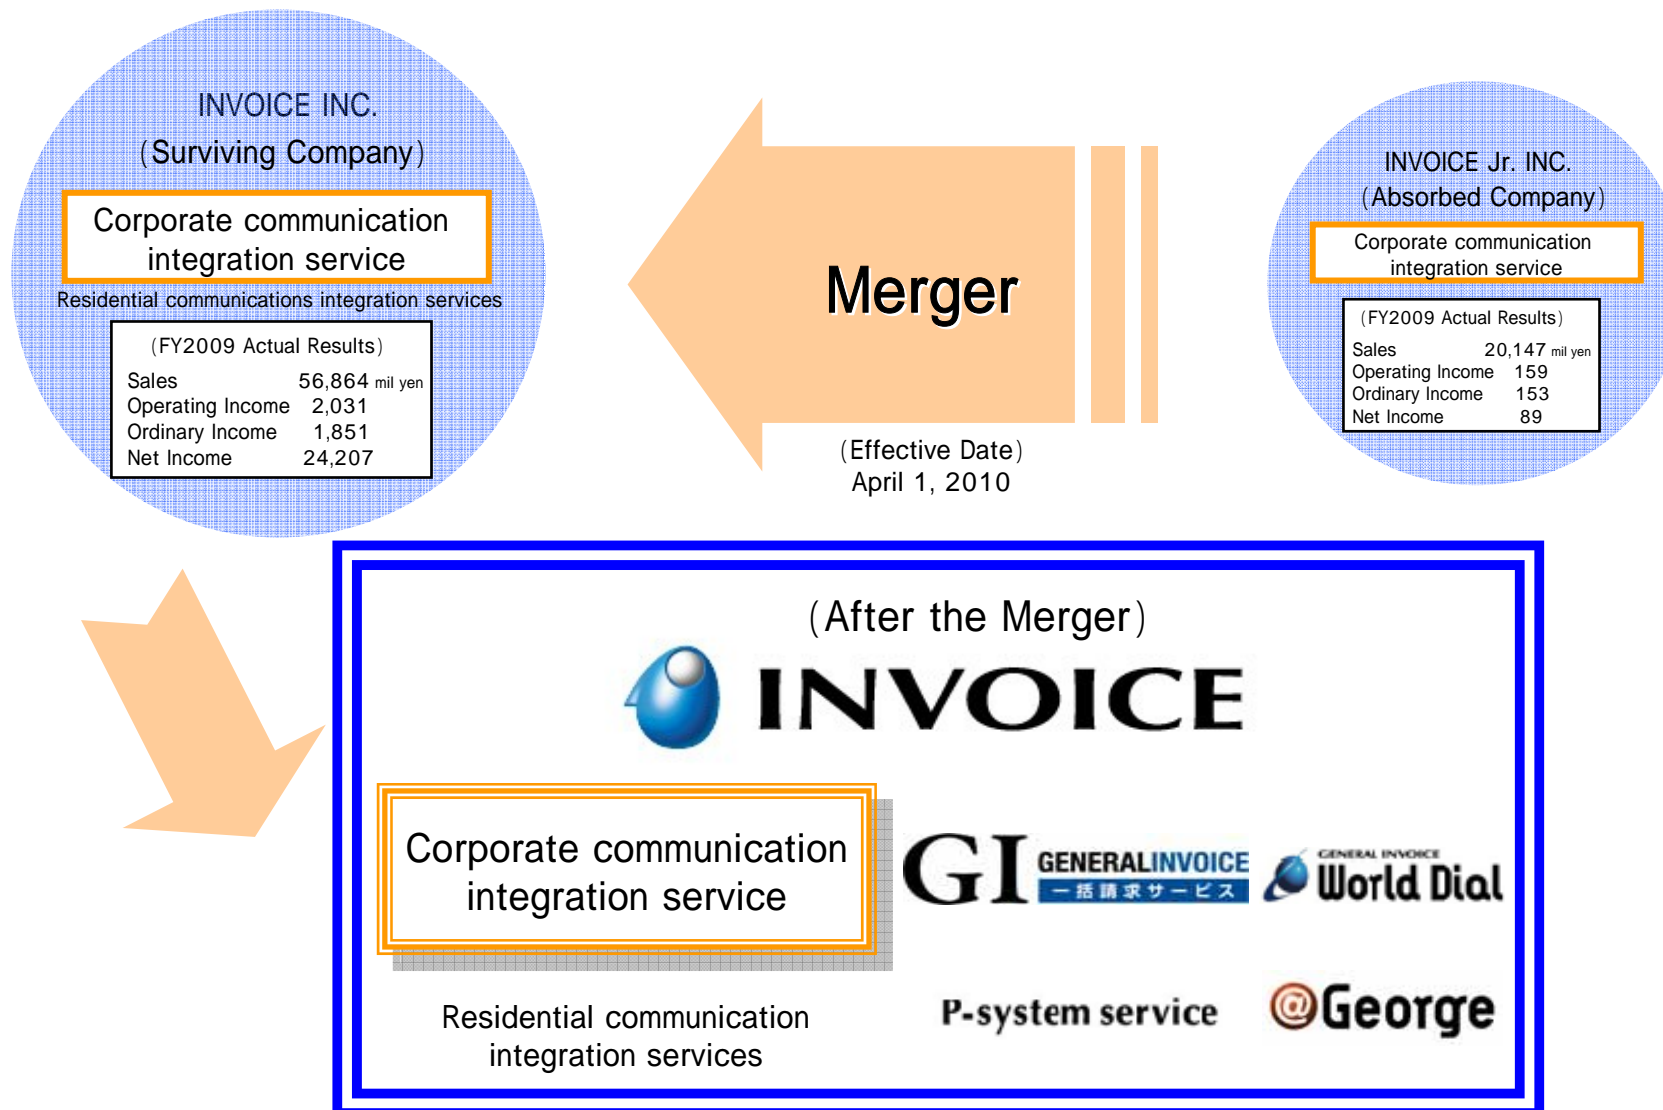 INVOICE INC.
(Surviving Company)
Corporate communication
integration service
Residential communications integration services
(FY2009 Actual Results)
Sales 56,864 mil yen
Operating Income 2,031
Ordinary Income 1,851
Net Income 24,207
Merger
(Effective Date)
April 1, 2010
INVOICE Jr. INC.
(Absorbed Company)
Corporate communication
integration service
(FY2009 Actual Results)
Sales 20,147 mil yen
Operating Income 159
Ordinary Income 153
Net Income 89
(After the Merger)
INVOICE
Corporate communication
integration service
Residential communication
integration services
GI GENERALINVOICE
一括請求サービス
GENERAL INVOICE
World Dial
P-system service
@George